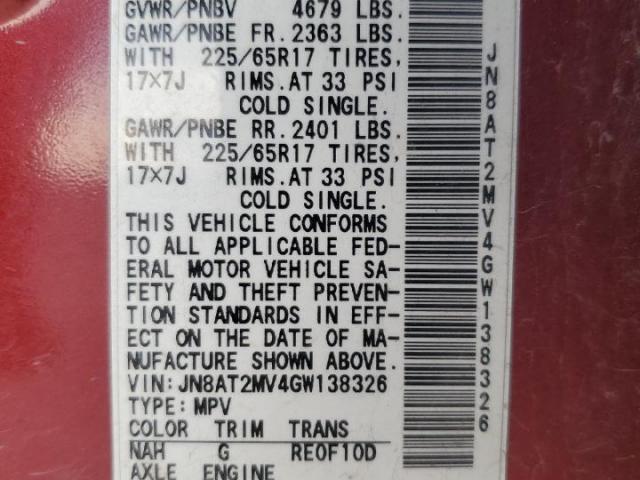 GVWR/PNBV 4679 LBS.
GAWR/PNBE FR. 2363 LBS.
WITH 225/65R17 TIRES,
17×7J RIMS. AT 33 PSI
COLD SINGLE.
GAWR/PNBE RR. 2401 LBS.
WITH 225/65R17 TIRES,
17×7J RIMS. AT 33 PSI
COLD SINGLE.
THIS VEHICLE CONFORMS
TO ALL APPLICABLE FED-
ERAL MOTOR VEHICLE SA-
FETY AND THEFT PREVEN-
TION STANDARDS IN EFF-
ECT ON THE DATE OF MA-
NUFACTURE SHOWN ABOVE.
VIN: JN8AT2MV4GW138326
TYPE: MPV
COLOR TRIM TRANS
NAH G RE0F10D
AXLE ENGINE
JN8AT2MV4GW138326